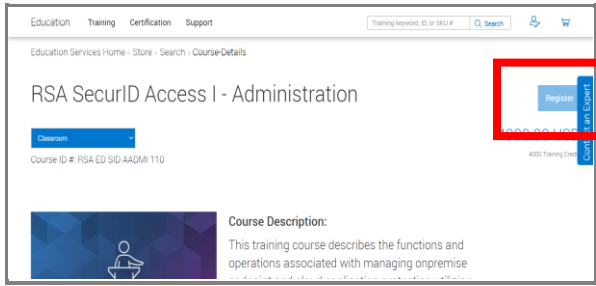 Education Training Certification Support Training keyword, ID, or SKU # Search
Education Services Home > Store > Search > Course-Details
RSA SecurID Access I - Administration
Register
Contact an Expert
Classroom
USD
4000 Training Credi
Course ID #: RSA ED SID AADMI 110
Course Description:
This training course describes the functions and
operations associated with managing onpremise